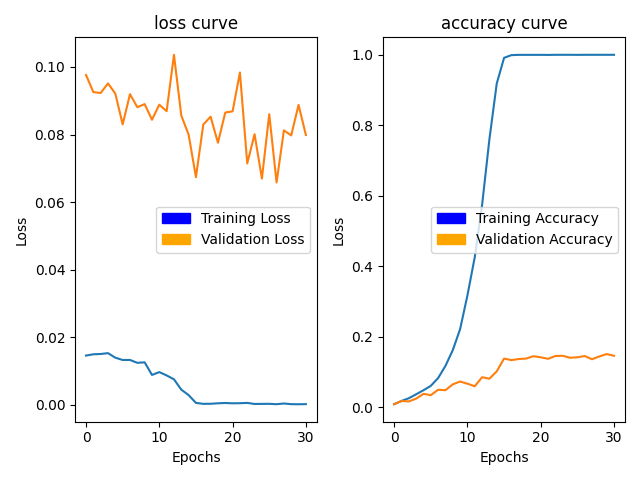 loss curve
0.10
0.08
0.06
0.04
0.02
0.00
Loss
0
10
20
30
Epochs
Training Loss
Validation Loss
accuracy curve
1.0
0.8
0.6
0.4
0.2
0.0
Loss
0
10
20
30
Epochs
Training Accuracy
Validation Accuracy